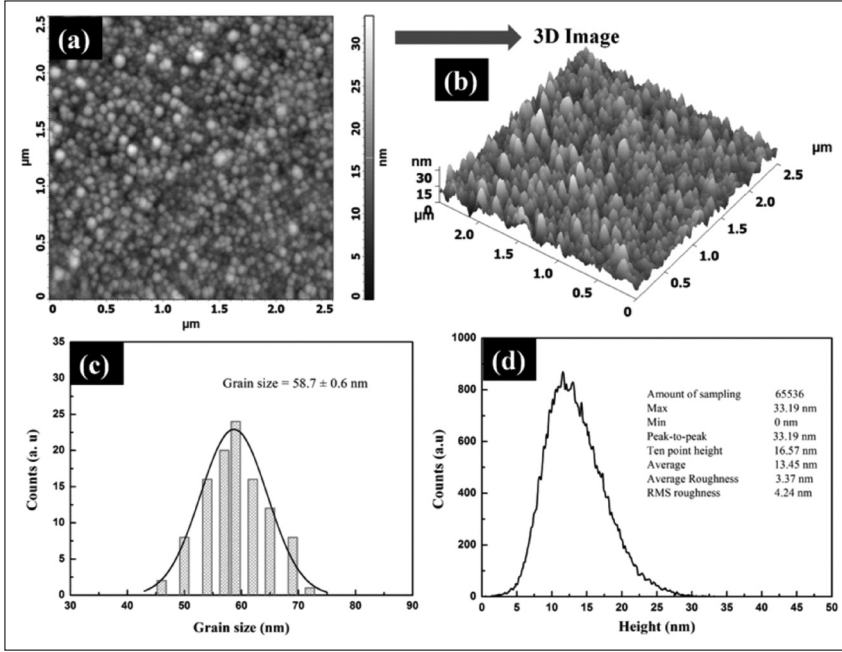 (a)
2.5
2.0
1.5
1.0
0.5
0
µm
0 0.5 1.0 1.5 2.0 2.5
µm
30
25
20
15
10
5
0
nm
3D Image
(b)
nm
30
15
0
µm
2.0
1.5
1.0
0.5
0
0.5
1.0
1.5
2.0
2.5
µm
(c)
Grain size = 58.7 ± 0.6 nm
35
30
25
20
15
10
5
0
Counts (a. u)
30 40 50 60 70 80 90
Grain size (nm)
(d)
1000
800
600
400
200
0
Counts (a.u)
Amount of sampling 65536
Max 33.19 nm
Min 0 nm
Peak-to-peak 33.19 nm
Ten point height 16.57 nm
Average 13.45 nm
Average Roughness 3.37 nm
RMS roughness 4.24 nm
0 5 10 15 20 25 30 35 40 45 50
Height (nm)